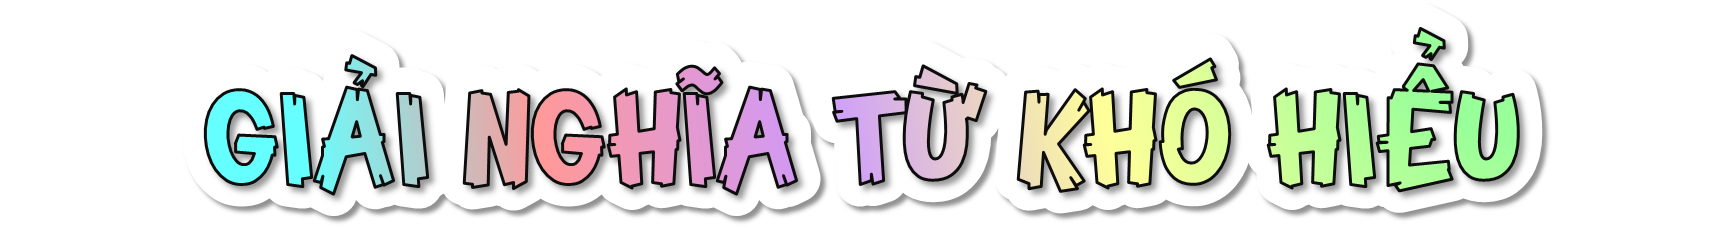 GIẢI NGHĨA TỪ KHÓ HIỂU